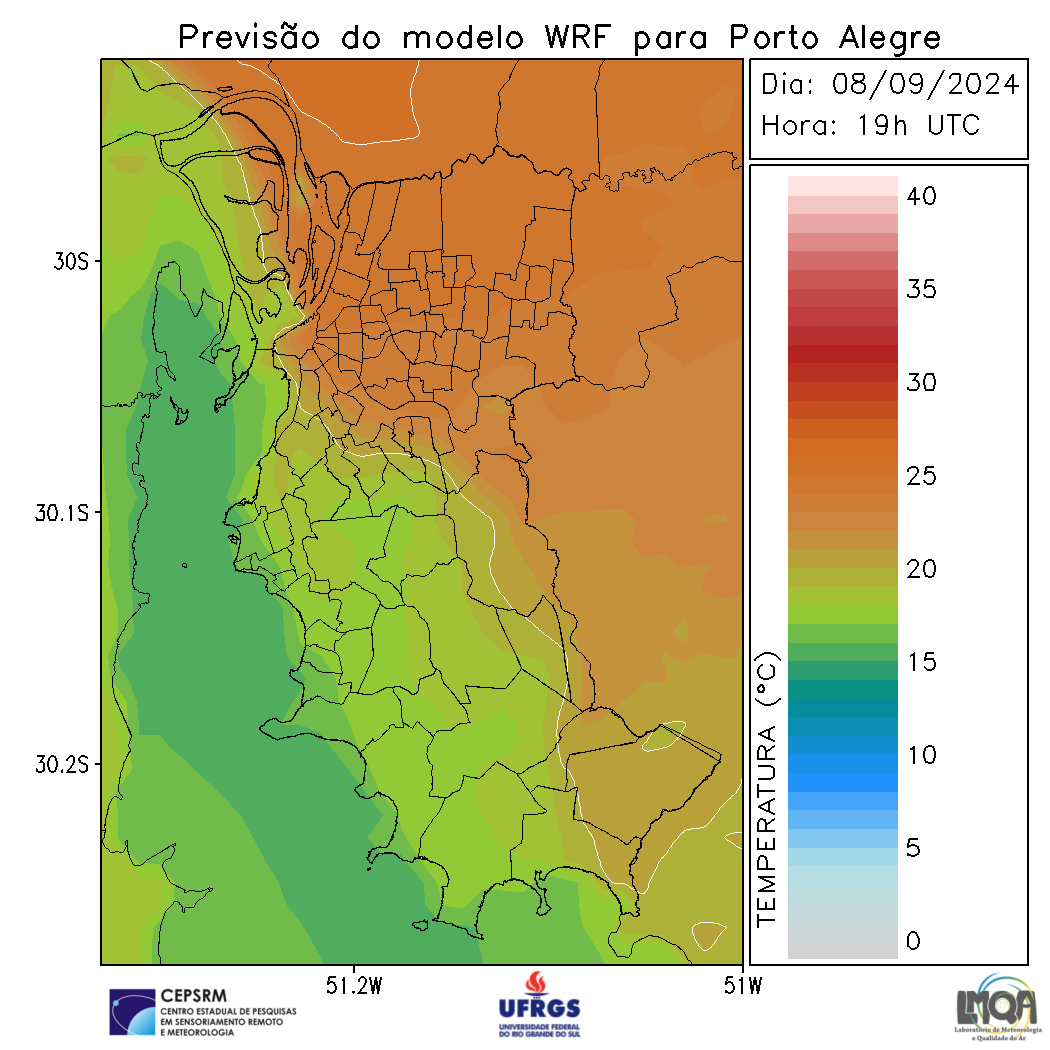 Previsão do modelo WRF para Porto Alegre
Dia: 08/09/2024
Hora: 19h UTC
40
35
30
25
20
15
10
5
0
TEMPERATURA (°C)
30S
30.1S
30.2S
51.2W
51W
CEPSRM
CENTRO ESTADUAL DE PESQUISAS
EM SENSORIAMENTO REMOTO
E METEOROLOGIA
UFRGS
UNIVERSIDADE FEDERAL
DO RIO GRANDE DO SUL
LMQA
Laboratório de Meteorologia
e Qualidade do Ar